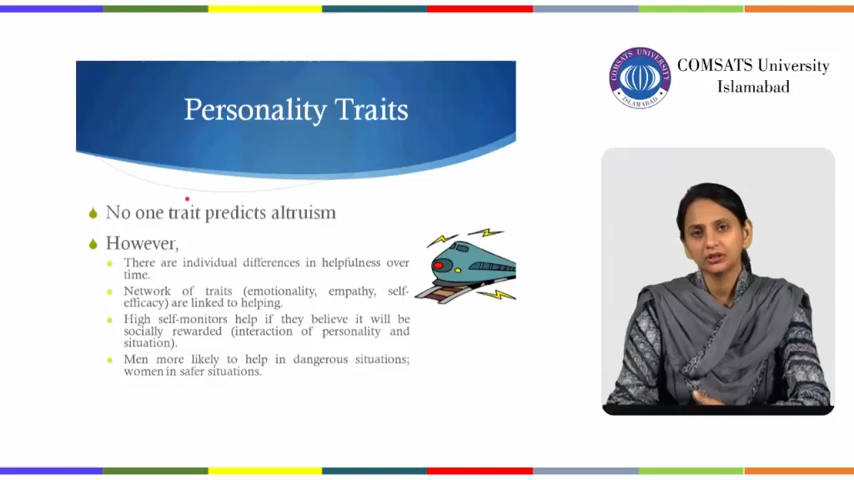 COMSATS University
Islamabad
COMSATS UNIVERSITY
ISLAMABAD
Personality Traits
No one trait predicts altruism
However,
There are individual differences in helpfulness over
time.
Network of traits (emotionality, empathy, self-
efficacy) are linked to helping.
High self-monitors help if they believe it will be
socially rewarded (interaction of personality and
situation).
Men more likely to help in dangerous situations;
women in safer situations.